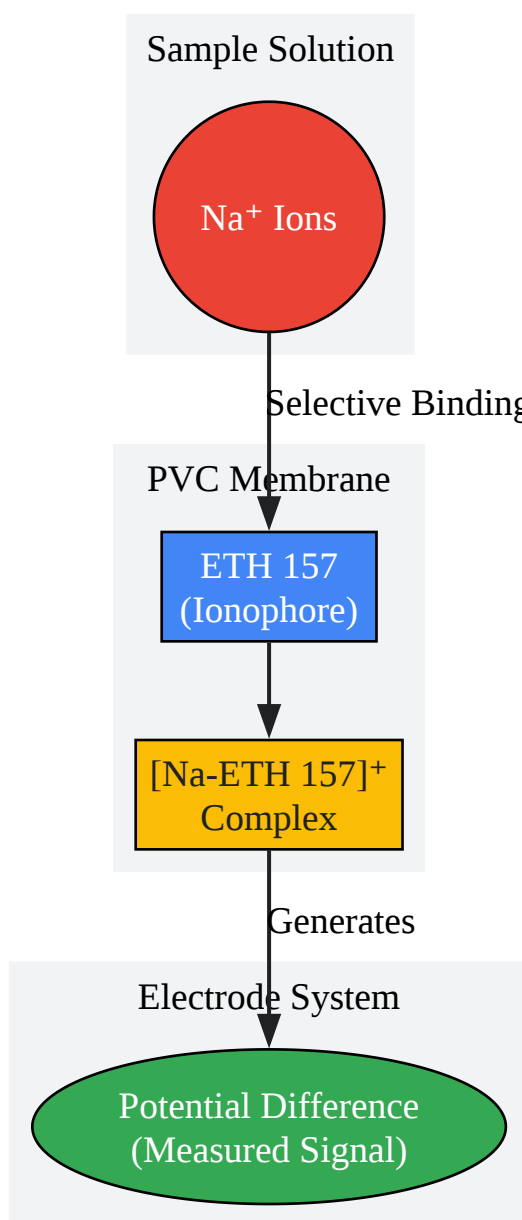 Sample Solution
Na⁺ Ions
Selective Binding
PVC Membrane
ETH 157
(Ionophore)
[Na-ETH 157]⁺
Complex
Generates
Electrode System
Potential Difference
(Measured Signal)